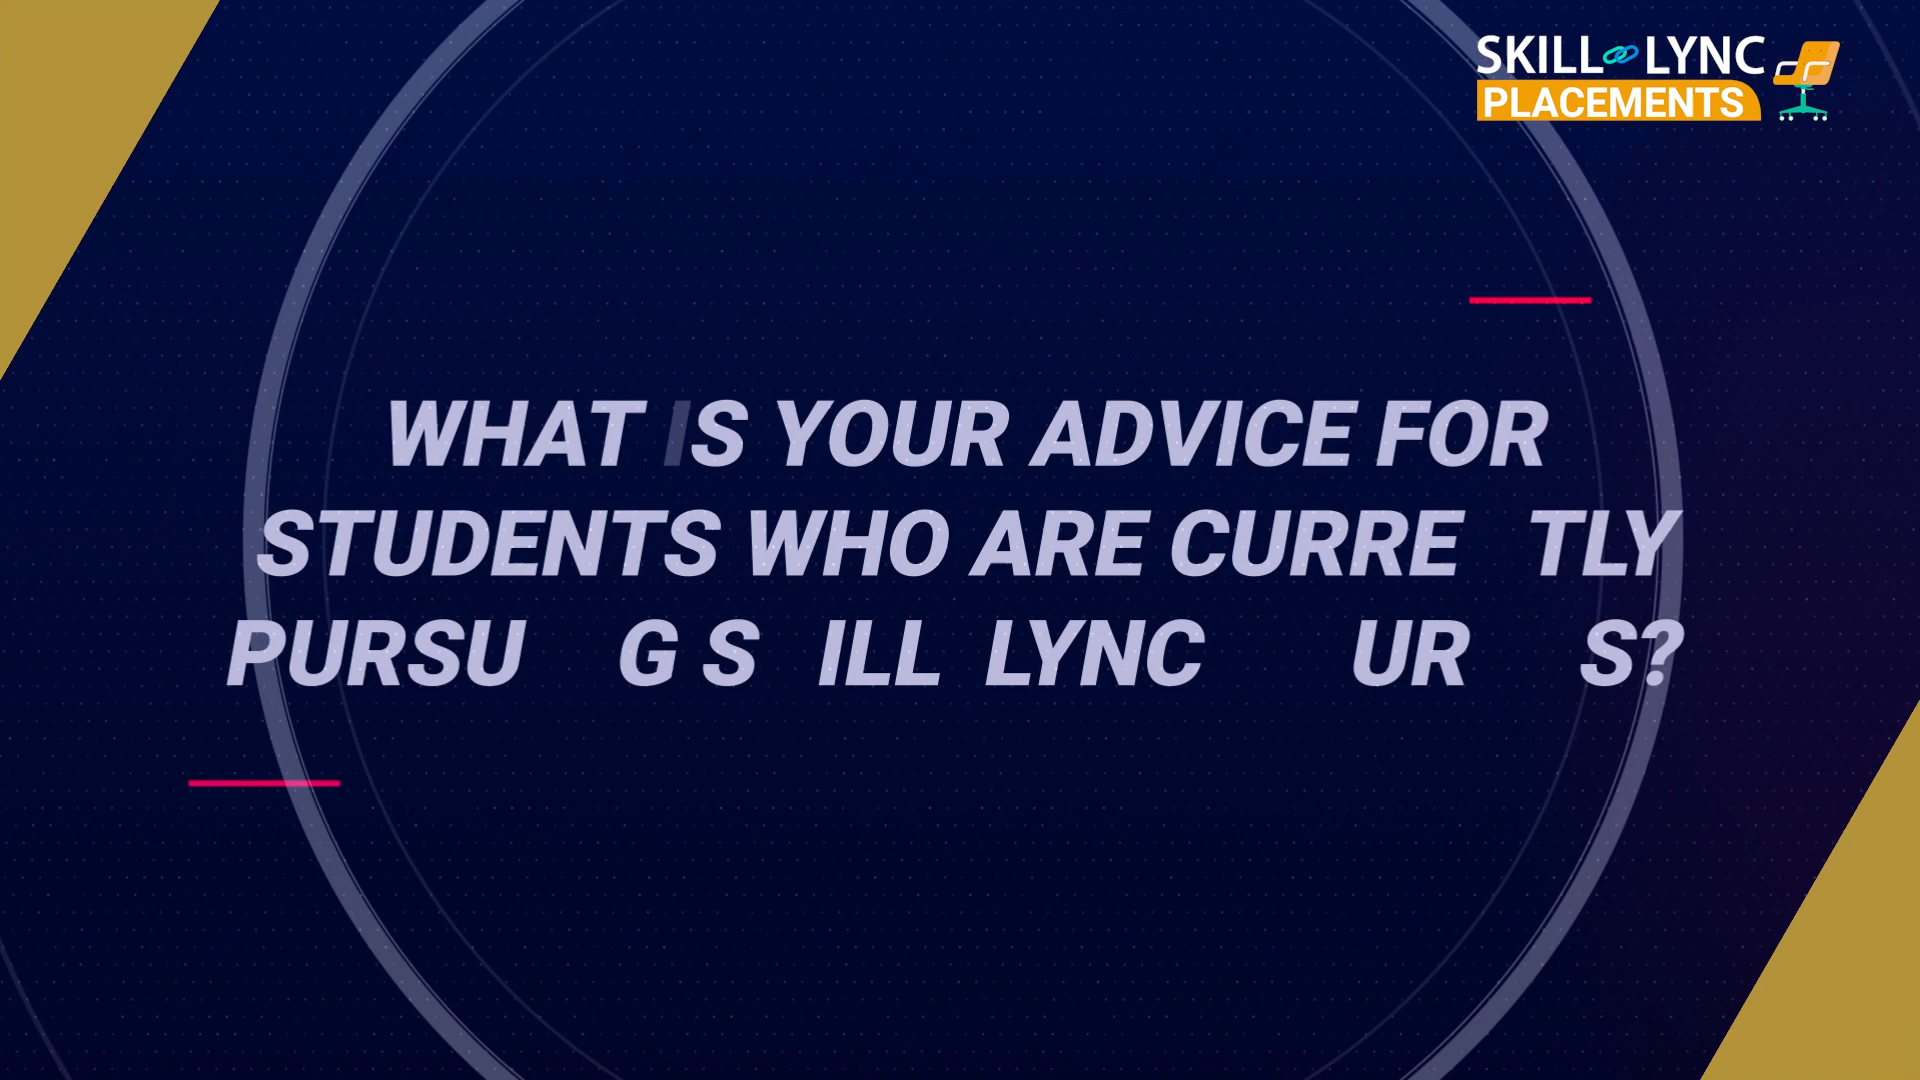 SKILL LYNC
PLACEMENTS
WHAT IS YOUR ADVICE FOR
STUDENTS WHO ARE CURRE TLY
PURSU G S ILL LYNC UR S?